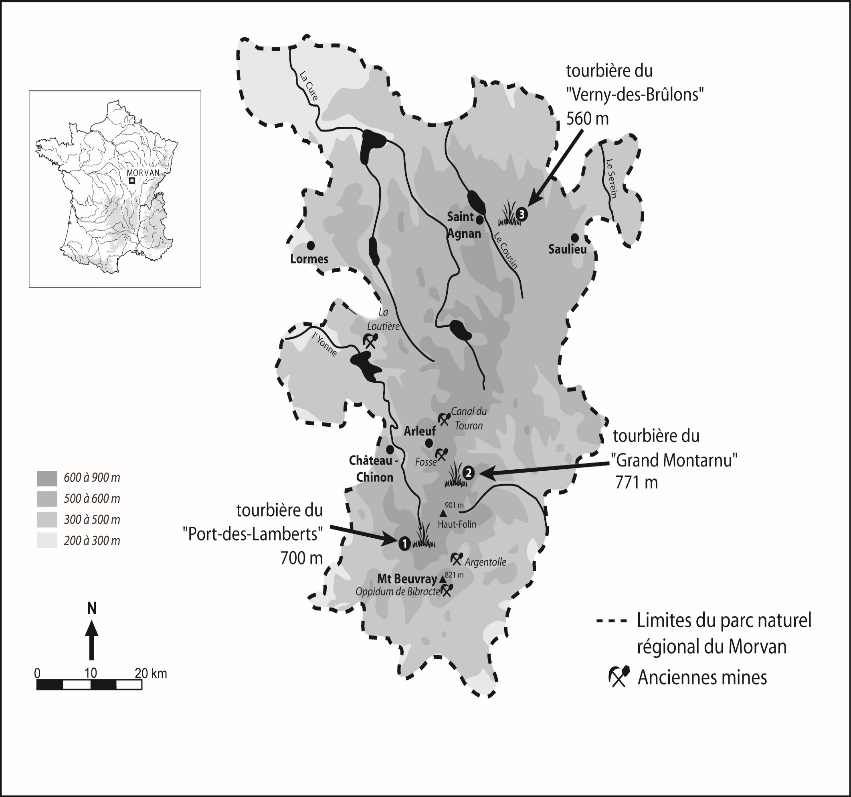 tourbière du
"Verny-des-Brûlons"
560 m
La Cure
MORVAN
Le Serein
3
Saint
Agnan
Le Cousin
Saulieu
Lormes
La
Loutière
l'Yonne
Canal du
Touron
Arleuf
Fosse
Château -
Chinon
tourbière du
"Grand Montarnu"
771 m
2
600 à 900 m
500 à 600 m
300 à 500 m
200 à 300 m
901 m
Haut-Folin
tourbière du
"Port-des-Lamberts"
700 m
1
Argentolle
Mt Beuvray
821 m
Oppidum de Bibracte
N
0 10 20 km
Limites du parc naturel
régional du Morvan
Anciennes mines